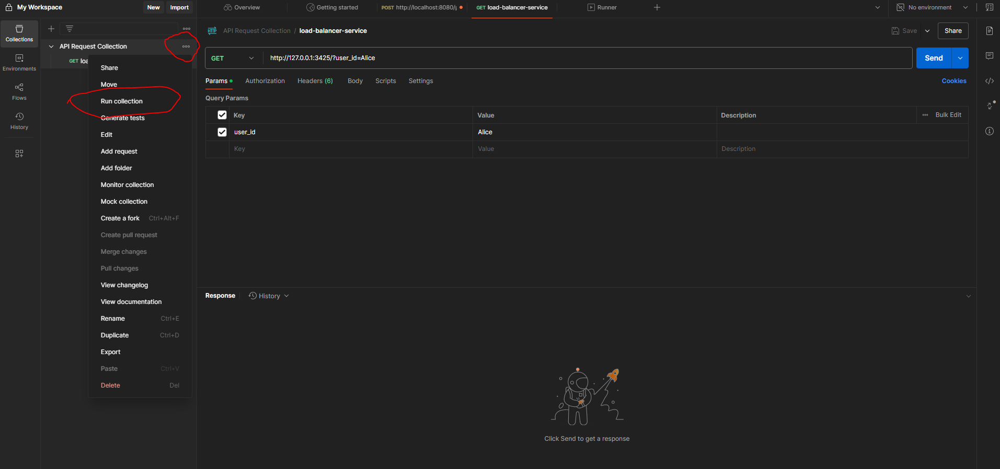 My Workspace New Import
Overview
Getting started
POST http://localhost:8080/
GET load-balancer-service
Runner
No environment
Collections
Environments
Flows
History
API Request Collection
GET loa
Share
Move
Run collection
Generate tests
Edit
Add request
Add folder
Monitor collection
Mock collection
Create a fork Ctrl+Alt+F
Create pull request
Merge changes
Pull changes
View changelog
View documentation
Rename Ctrl+E
Duplicate Ctrl+D
Export
Paste Ctrl+V
Delete Del
HTTP API Request Collection / load-balancer-service
Save Share
GET http://127.0.0.1:3425/?user_id=Alice Send
Params Authorization Headers (6) Body Scripts Settings Cookies
Query Params
Key Value Description Bulk Edit
user_id Alice
Key Value Description
Response History
Click Send to get a response